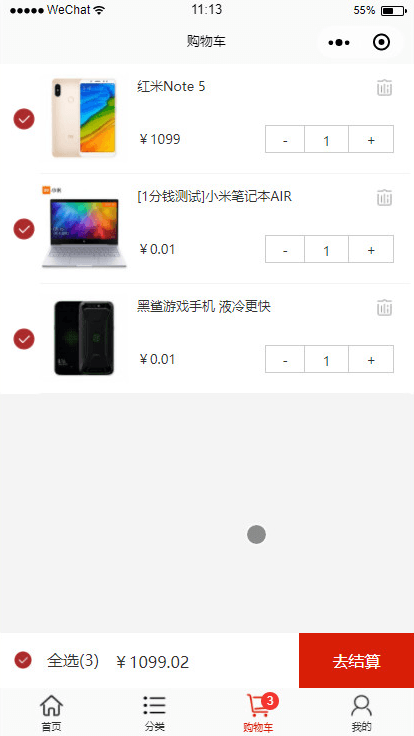 WeChat 11:13 55%
购物车
红米Note 5
￥1099 - 1 +
[1分钱测试]小米笔记本AIR
￥0.01 - 1 +
黑鲨游戏手机 液冷更快
￥0.01 - 1 +
全选(3) ￥1099.02 去结算
3
首页 分类 购物车 我的